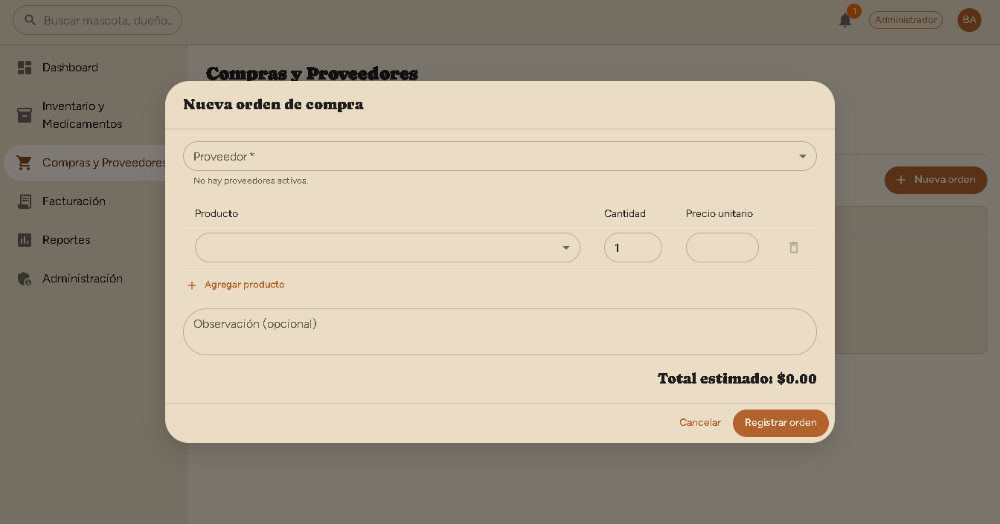 Buscar mascota, dueño..
1
Administrador
BA
Dashboard
Inventario y
Medicamentos
Compras y Proveedores
Facturación
Reportes
Administración
Compras y Proveedores
Nueva orden
Nueva orden de compra
Proveedor *
No hay proveedores activos.
Producto Cantidad Precio unitario
1
Agregar producto
Observación (opcional)
Total estimado: $0.00
Cancelar Registrar orden